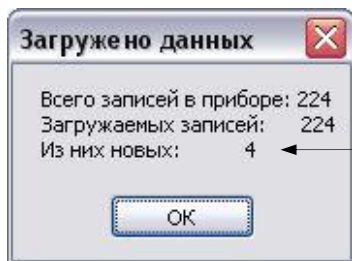 Загружено данных
Всего записей в приборе: 224
Загружаемых записей: 224
Из них новых: 4
ОК